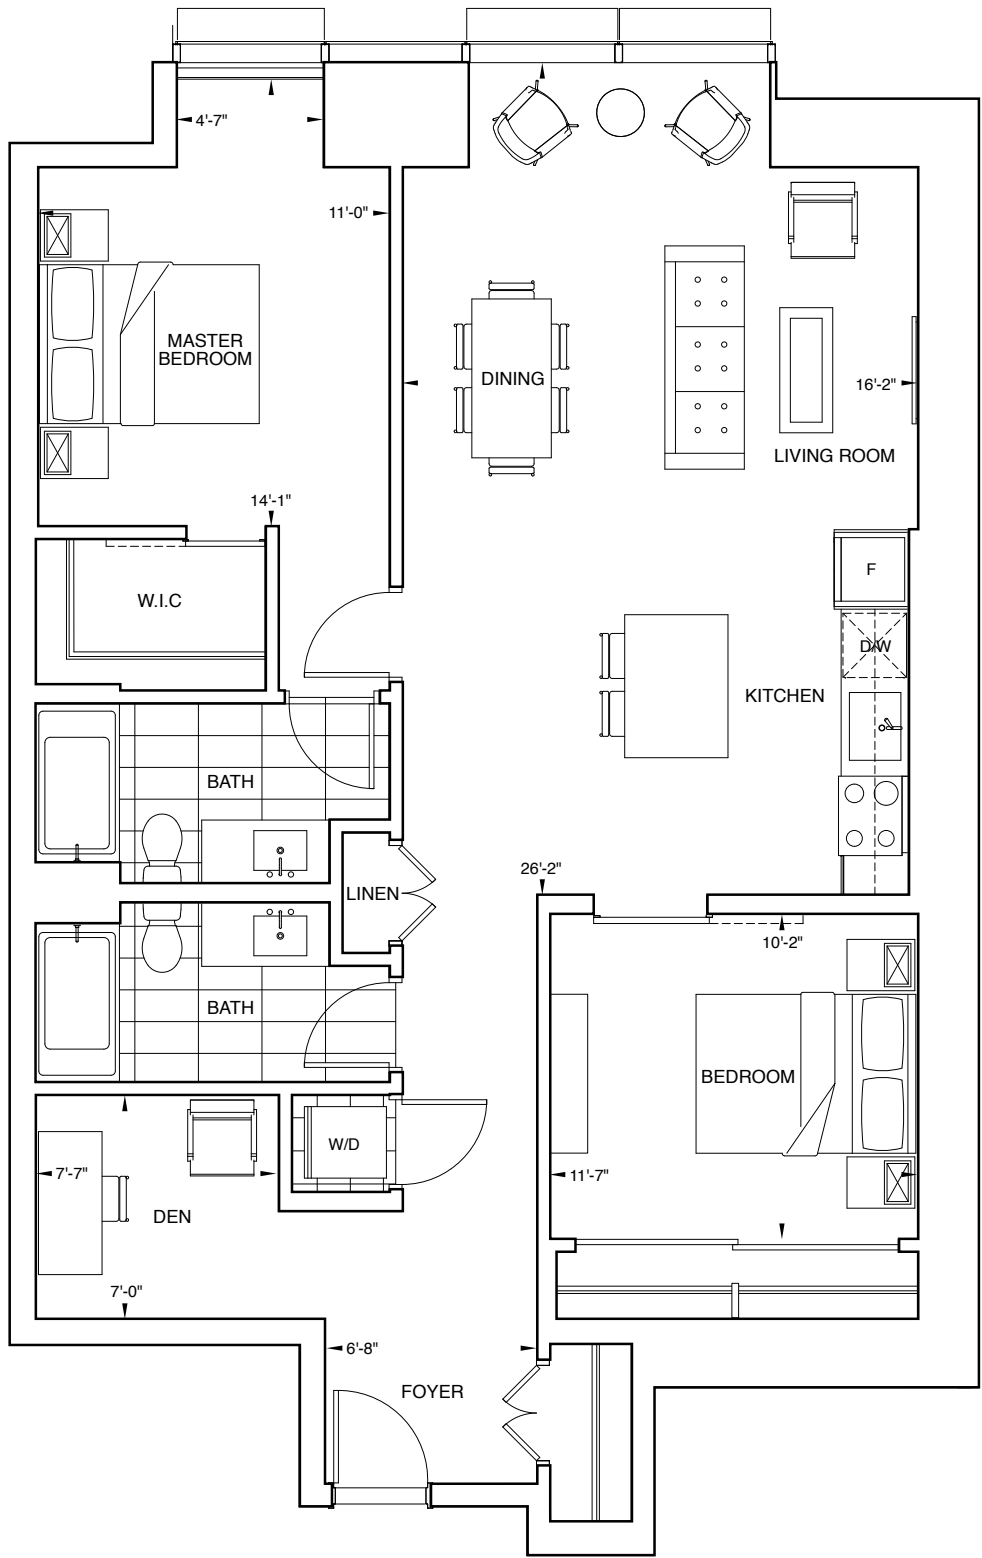 4'-7"
11'-0"
MASTER
BEDROOM
DINING
16'-2"
LIVING ROOM
14'-1"
F
W.I.C
D/W
KITCHEN
BATH
26'-2"
LINEN
10'-2"
BATH
BEDROOM
W/D
7'-7"
11'-7"
DEN
7'-0"
6'-8"
FOYER